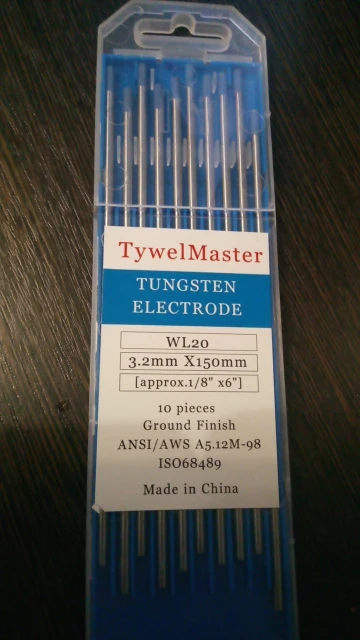 TywelMaster
TUNGSTEN
ELECTRODE
WL20
3.2mm X150mm
[approx.1/8" x6"]
10 pieces
Ground Finish
ANSI/AWS A5.12M-98
ISO68489
Made in China